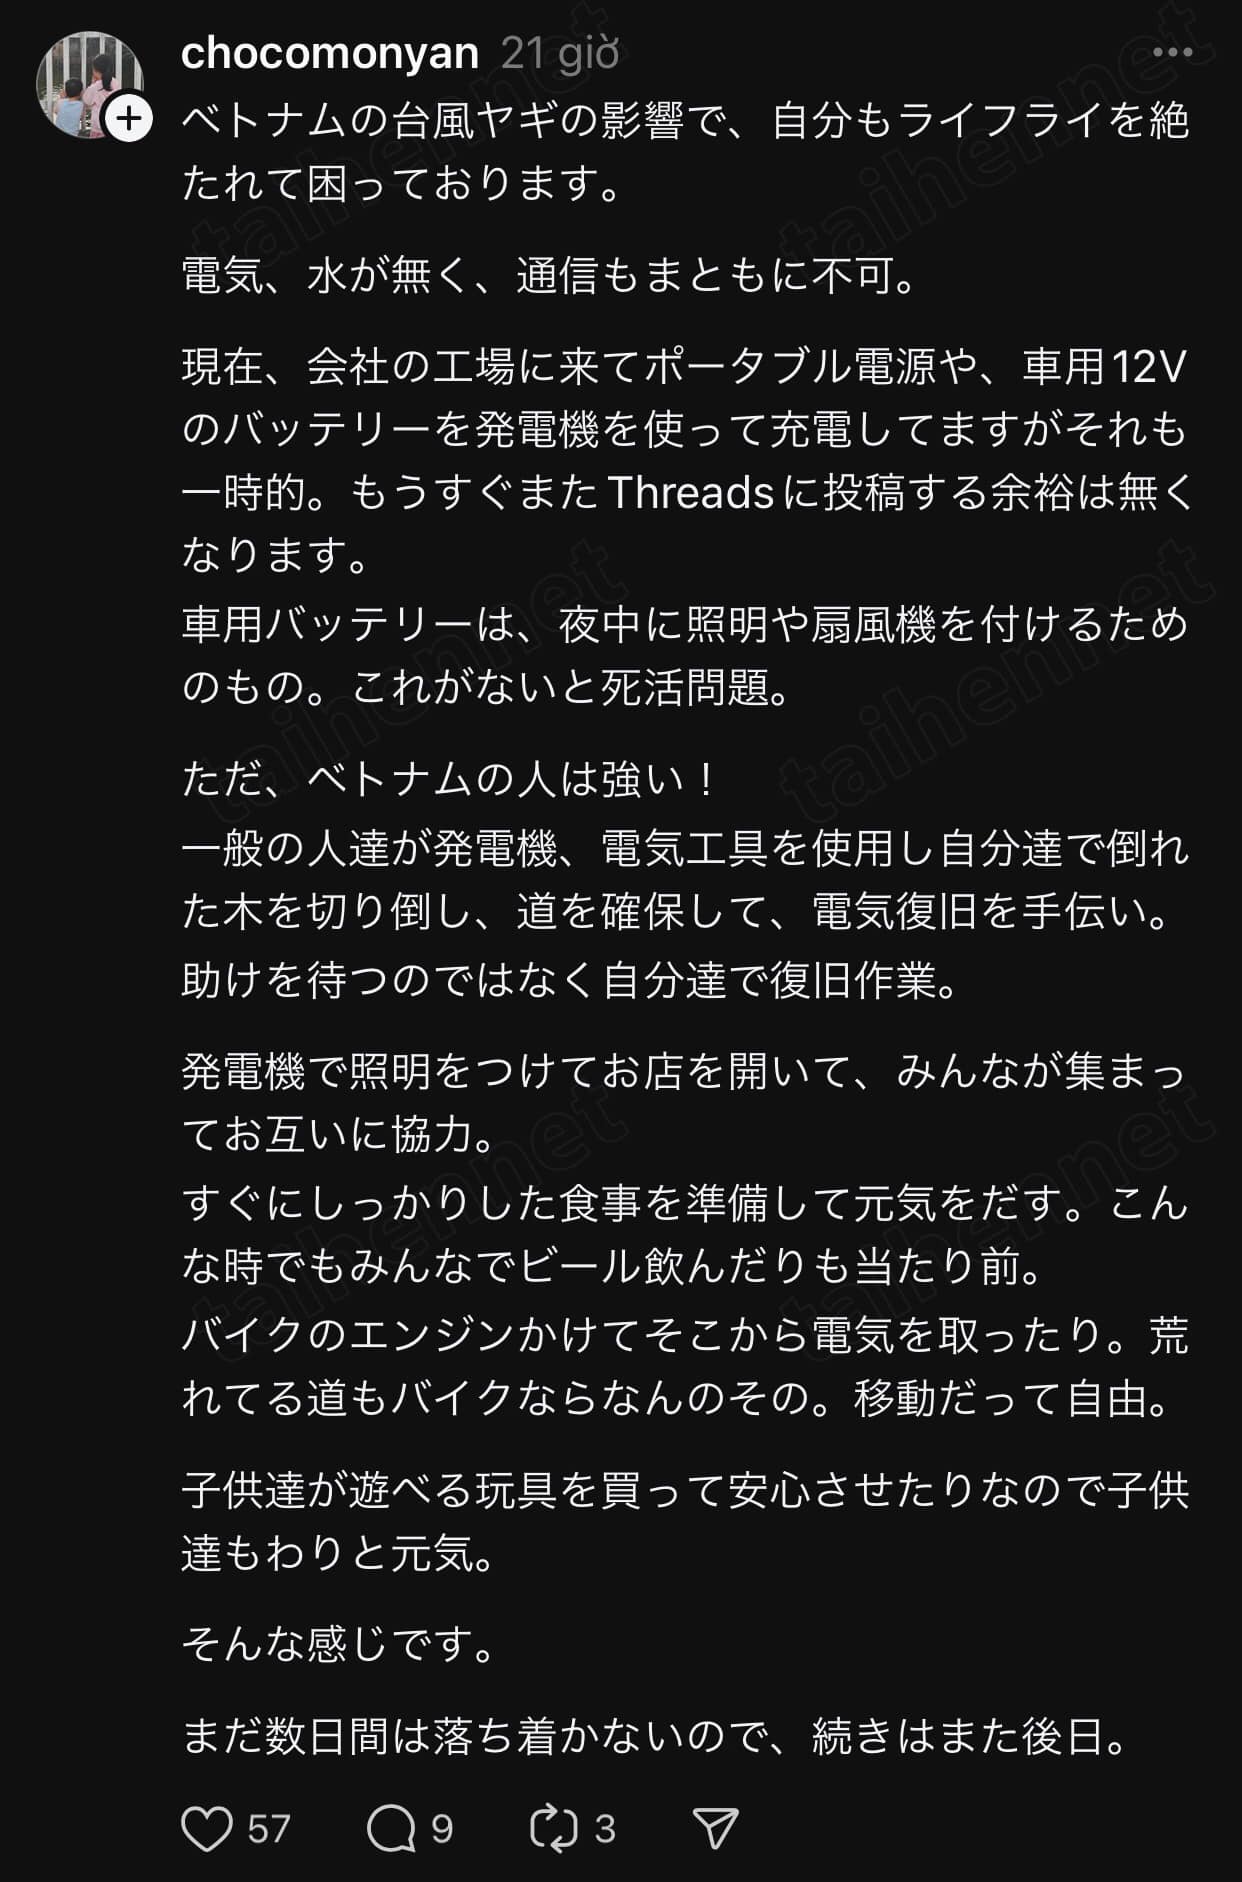 chocomonyan 21 giờ
ベトナムの台風ヤギの影響で、自分もライフライを絶
たれて困っております。
電気、水が無く、通信もまともに不可。
現在、会社の工場に来てポータブル電源や、車用12V
のバッテリーを発電機を使って充電してますがそれも
一時的。もうすぐまたThreadsに投稿する余裕は無く
なります。
車用バッテリーは、夜中に照明や扇風機を付けるため
のもの。これがないと死活問題。
ただ、ベトナムの人は強い！
一般の人達が発電機、電気工具を使用し自分達で倒れ
た木を切り倒し、道を確保して、電気復旧を手伝い。
助けを待つのではなく自分達で復旧作業。
発電機で照明をつけてお店を開いて、みんなが集まっ
てお互いに協力。
すぐにしっかりした食事を準備して元気をだす。こん
な時でもみんなでビール飲んだりも当たり前。
バイクのエンジンかけてそこから電気を取ったり。荒
れてる道もバイクならなんのその。移動だって自由。
子供達が遊べる玩具を買って安心させたりなので子供
達もわりと元気。
そんな感じです。
まだ数日間は落ち着かないので、続きはまた後日。
57 9 3
taihennet
taihennet
taihennet
taihennet
taihennet
taihennet